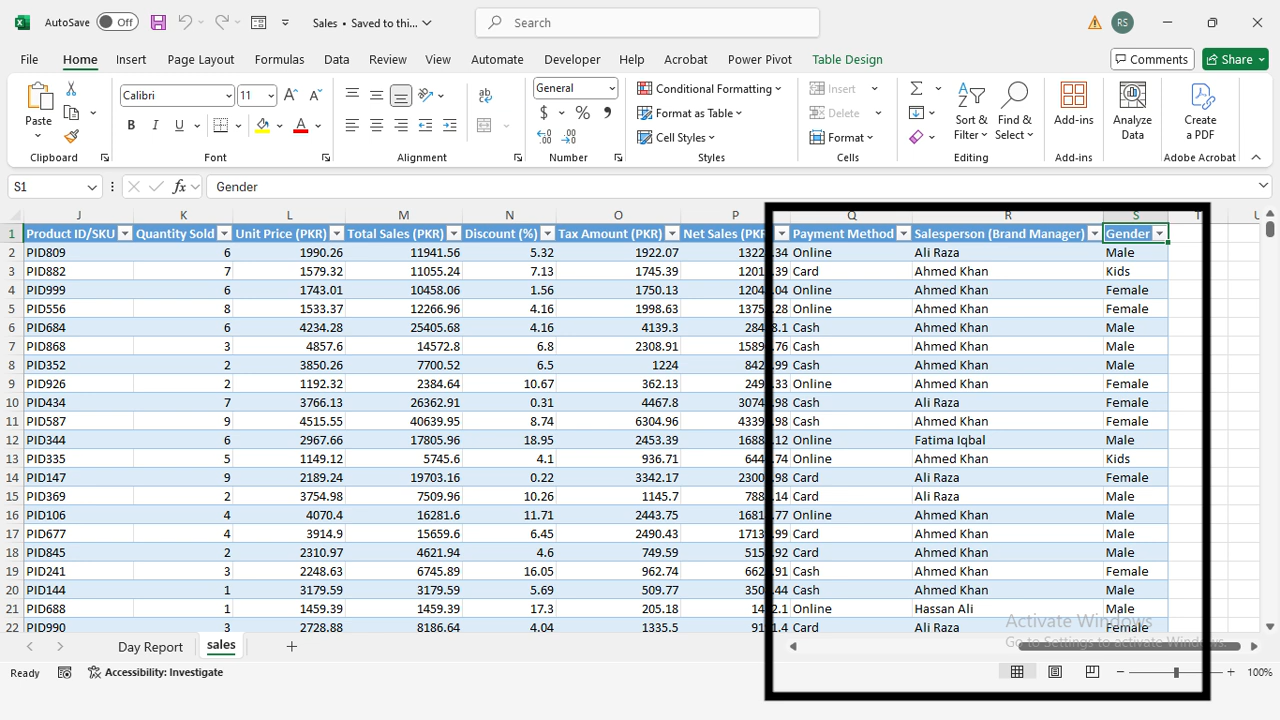 AutoSave Off Sales • Saved to thi... Search RS
File Home Insert Page Layout Formulas Data Review View Automate Developer Help Acrobat Power Pivot Table Design Comments Share
Paste Calibri 11 B I U General $ % , Conditional Formatting Format as Table Cell Styles Insert Delete Format Sort & Filter Find & Select Add-ins Analyze Data Create a PDF
Clipboard Font Alignment Number Styles Cells Editing Add-ins Adobe Acrobat
S1 fx Gender
J K L M N O P Q R S T U
1 Product ID/SKU Quantity Sold Unit Price (PKR) Total Sales (PKR) Discount (%) Tax Amount (PKR) Net Sales (PKR Payment Method Salesperson (Brand Manager) Gender
2 PID809 6 1990.26 11941.56 5.32 1922.07 1322 .34 Online Ali Raza Male
3 PID882 7 1579.32 11055.24 7.13 1745.39 1201 .39 Card Ahmed Khan Kids
4 PID999 6 1743.01 10458.06 1.56 1750.13 1204 .04 Online Ahmed Khan Female
5 PID556 8 1533.37 12266.96 4.16 1998.63 1375 .28 Online Ahmed Khan Female
6 PID684 6 4234.28 25405.68 4.16 4139.3 284 8.1 Cash Ahmed Khan Male
7 PID868 3 4857.6 14572.8 6.8 2308.91 1589 .76 Cash Ahmed Khan Male
8 PID352 2 3850.26 7700.52 6.5 1224 842 .99 Cash Ahmed Khan Male
9 PID926 2 1192.32 2384.64 10.67 362.13 249 .33 Online Ahmed Khan Female
10 PID434 7 3766.13 26362.91 0.31 4467.8 3074 .98 Cash Ali Raza Female
11 PID587 9 4515.55 40639.95 8.74 6304.96 4339 .98 Cash Ahmed Khan Female
12 PID344 6 2967.66 17805.96 18.95 2453.39 1688 .12 Online Fatima Iqbal Male
13 PID335 5 1149.12 5745.6 4.1 936.71 644 .74 Online Ahmed Khan Kids
14 PID147 9 2189.24 19703.16 0.22 3342.17 2300 .98 Card Ali Raza Female
15 PID369 2 3754.98 7509.96 10.26 1145.7 788 .14 Card Ali Raza Male
16 PID106 4 4070.4 16281.6 11.71 2443.75 1681 .77 Online Ahmed Khan Male
17 PID677 4 3914.9 15659.6 6.45 2490.43 1713 .99 Card Ahmed Khan Male
18 PID845 2 2310.97 4621.94 4.6 749.59 515 .92 Card Ahmed Khan Male
19 PID241 3 2248.63 6745.89 16.05 962.74 662 .91 Cash Ahmed Khan Female
20 PID144 1 3179.59 3179.59 5.69 509.77 350 .44 Cash Ahmed Khan Male
21 PID688 1 1459.39 1459.39 17.3 205.18 14 2.1 Online Hassan Ali Male
22 PID990 3 2728.88 8186.64 4.04 1335.5 91 1.4 Card Ali Raza Female
Activate Windows
Go to Settings to activate Windows.
Day Report sales
Ready Accessibility: Investigate 100%